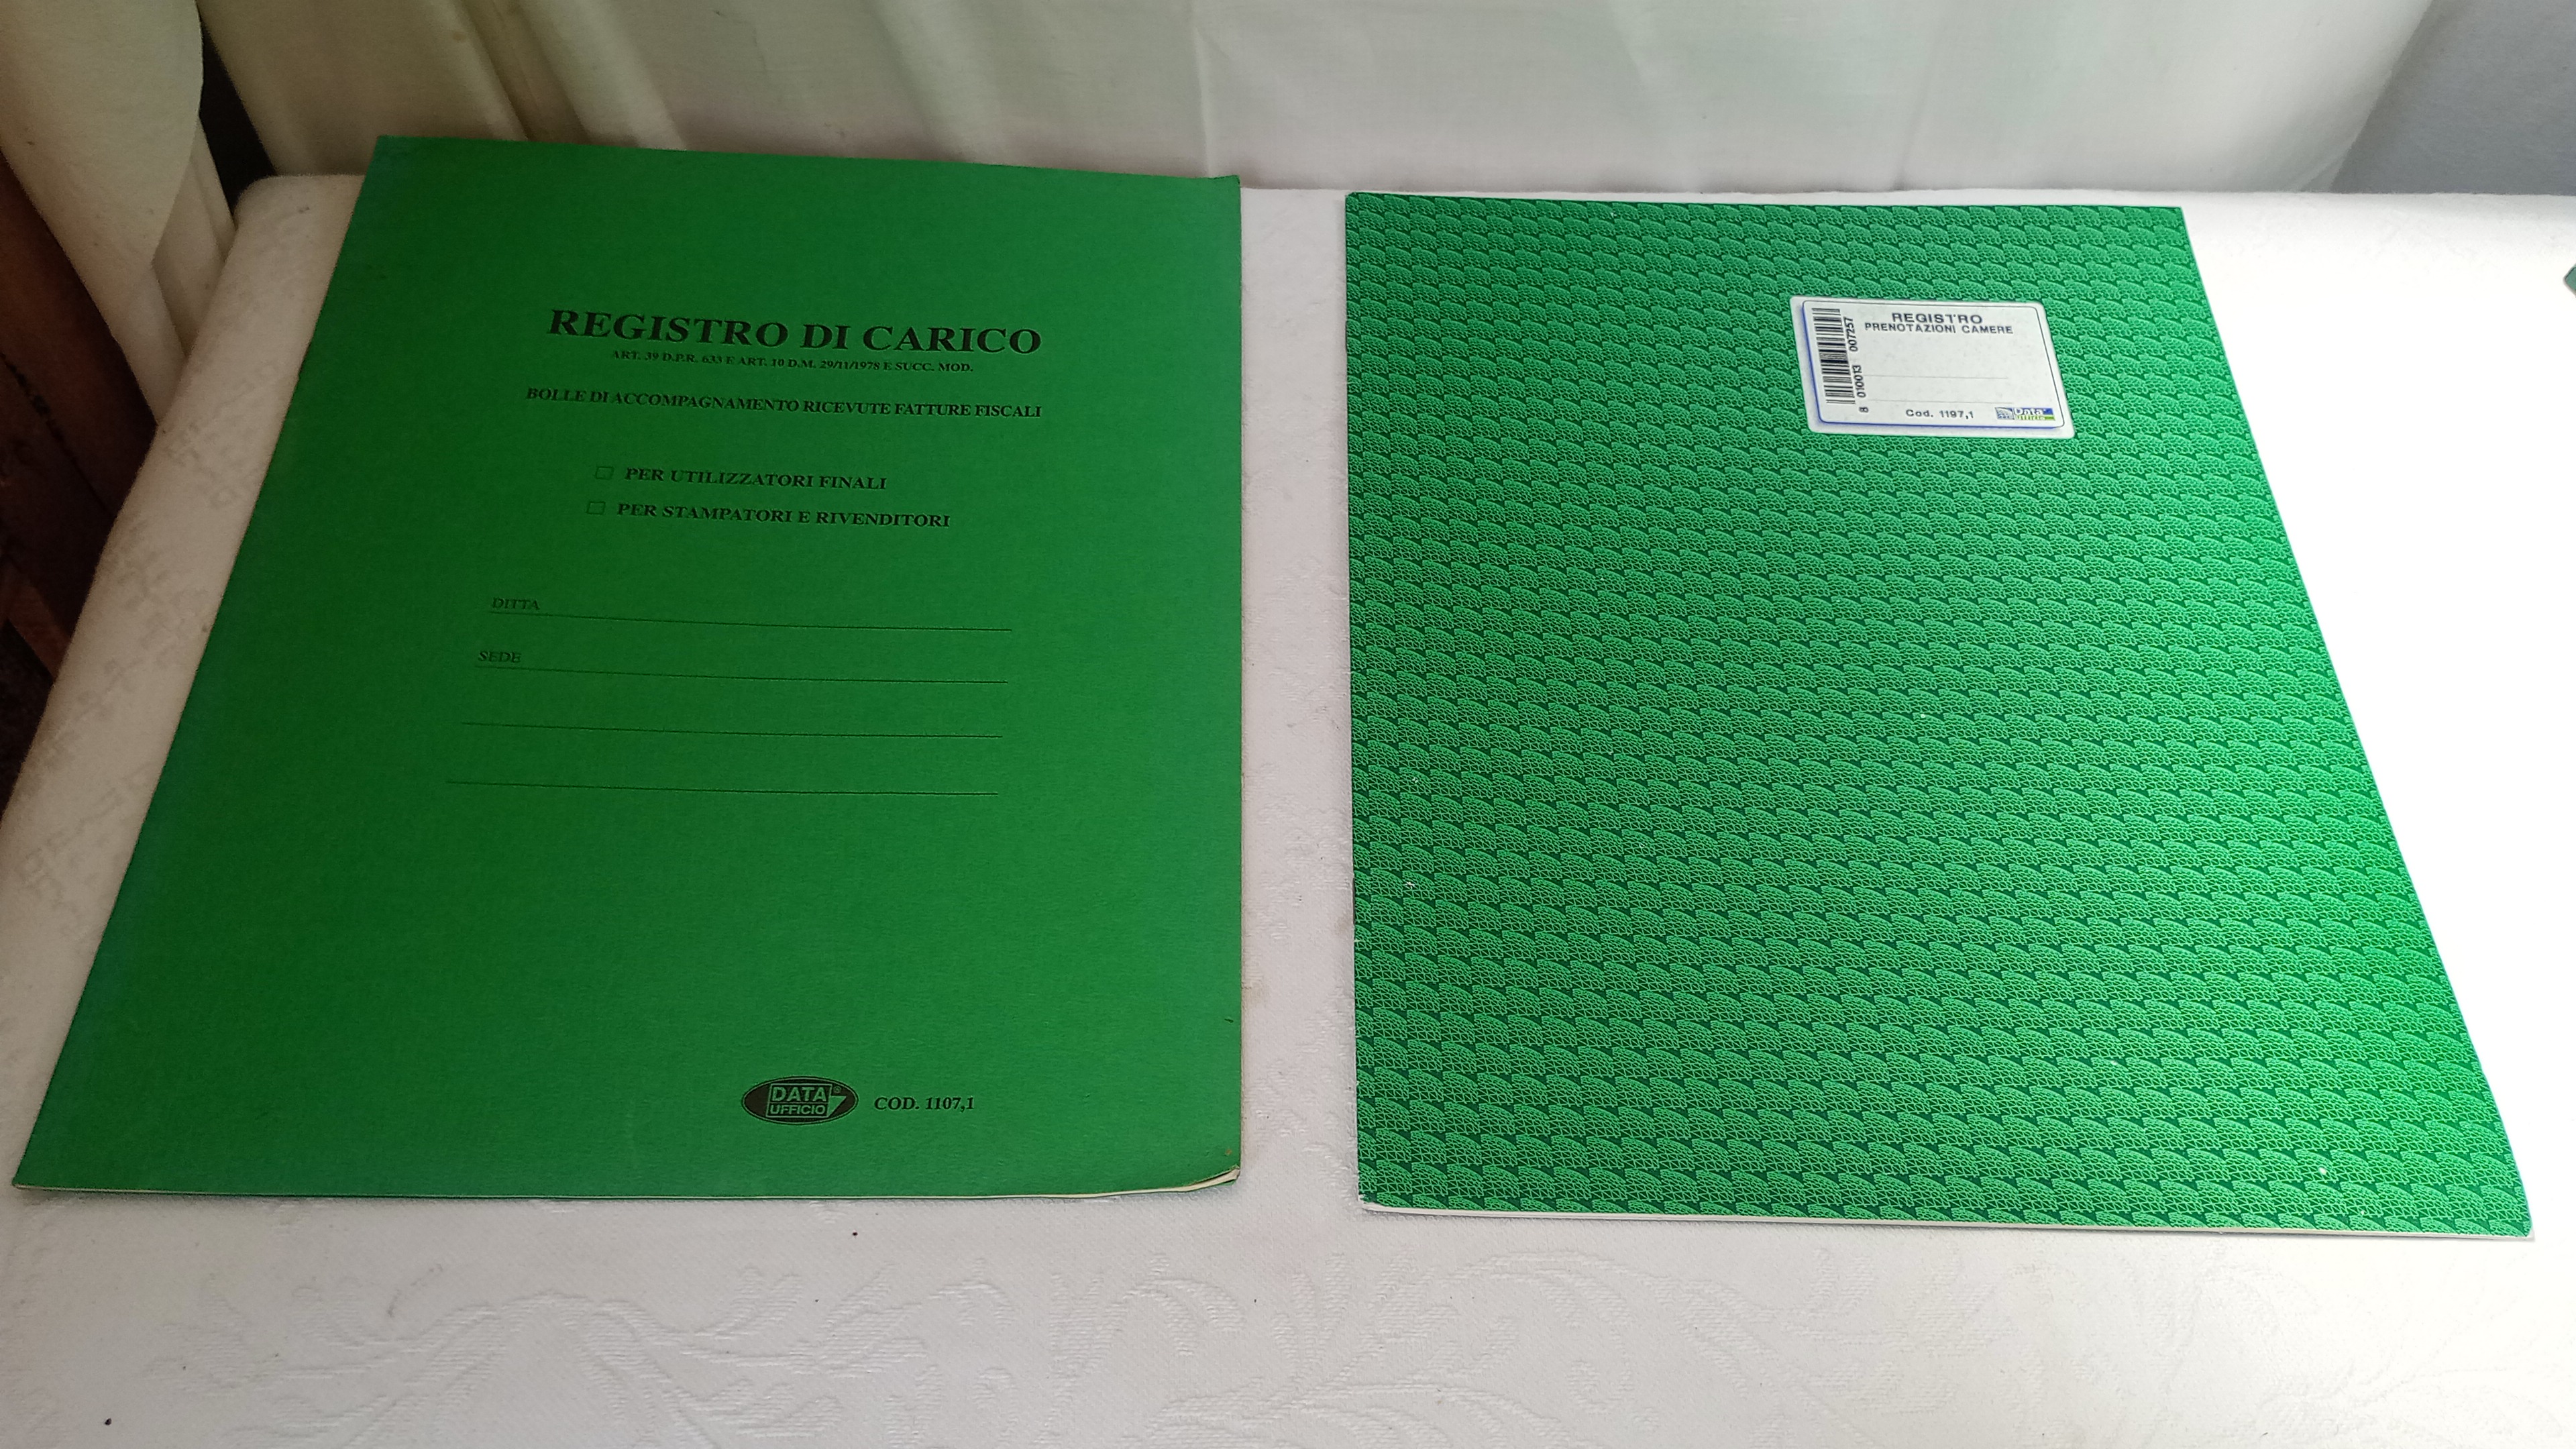 REGISTRO DI CARICO
ART. 39 D.P.R. 633 E ART. 10 D.M. 29/11/1978 E SUCC. MOD.
BOLLE DI ACCOMPAGNAMENTO RICEVUTE FATTURE FISCALI
PER UTILIZZATORI FINALI
PER STAMPATORI E RIVENDITORI
DITTA
SEDE
DATA®
UFFICIO
COD. 1107,1
REGISTRO
PRENOTAZIONI CAMERE
8 010013 007257
Cod. 1197,1
Data
Ufficio